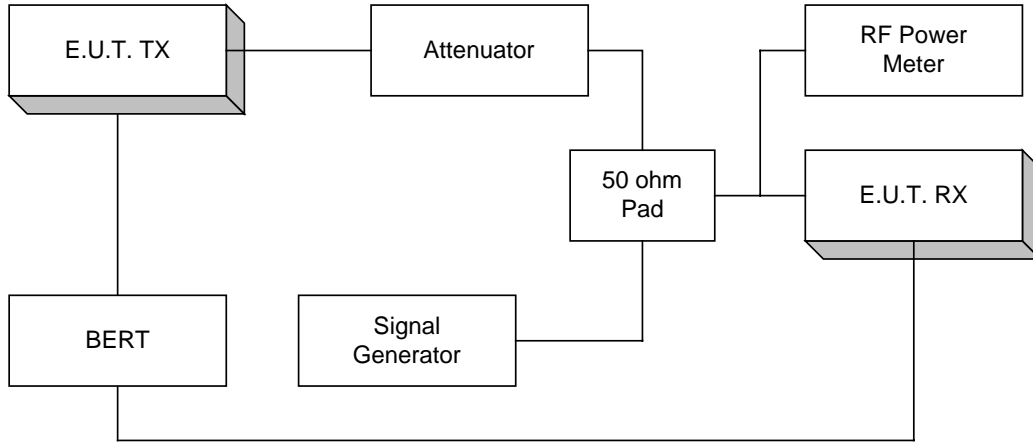 E.U.T. TX
Attenuator
RF Power
Meter
50 ohm
Pad
E.U.T. RX
BERT
Signal
Generator